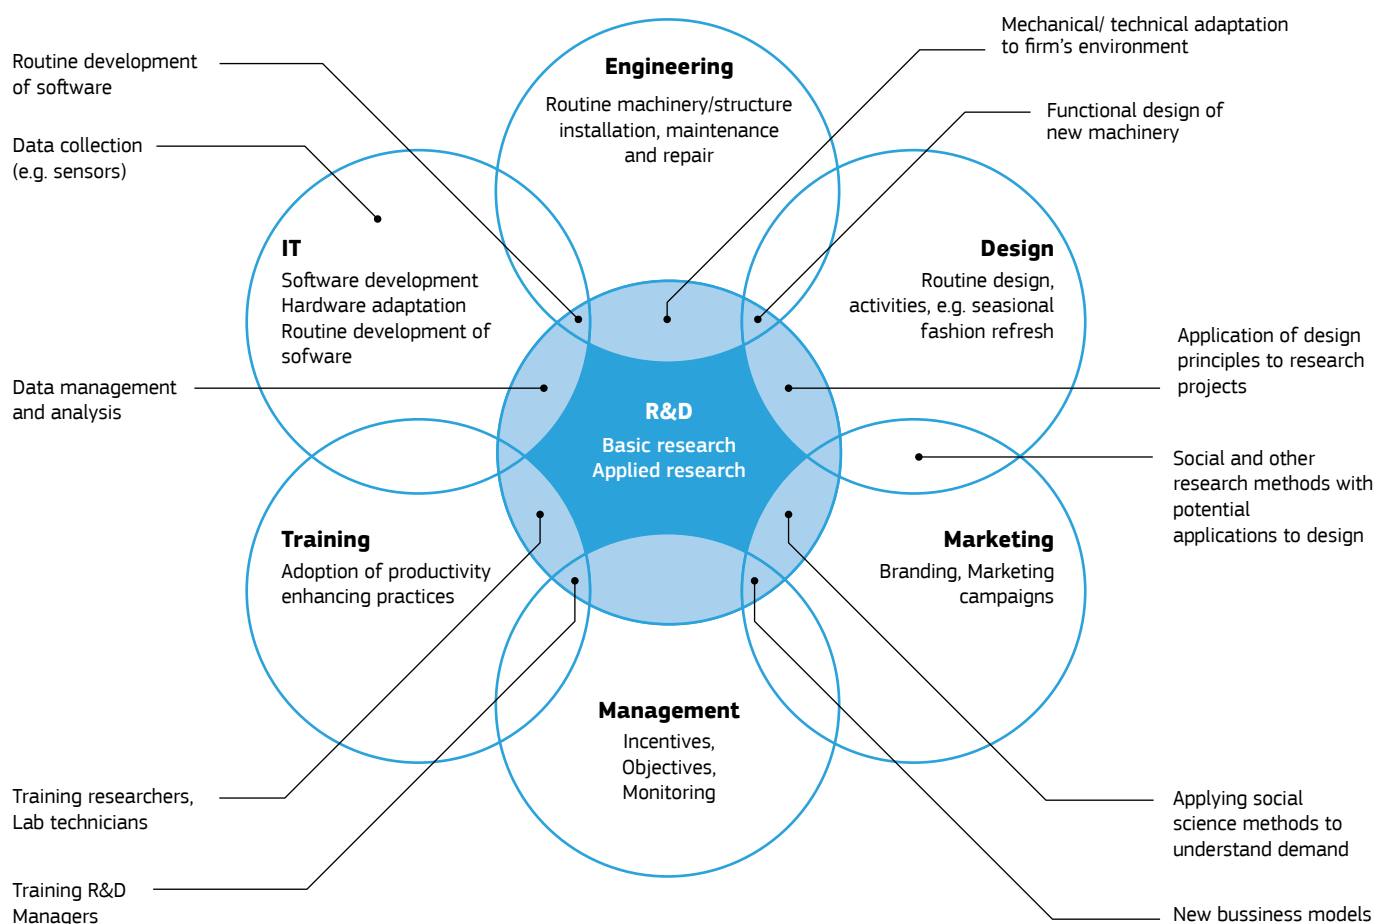 Mechanical/ technical adaptation
to firm's environment
Routine development
of software
Engineering
Routine machinery/structure
installation, maintenance
and repair
Functional design of
new machinery
Data collection
(e.g. sensors)
IT
Software development
Hardware adaptation
Routine development of
sofware
Design
Routine design,
activities, e.g. seasional
fashion refresh
Application of design
principles to research
projects
Data management
and analysis
R&D
Basic research
Applied research
Social and other
research methods with
potential
applications to design
Training
Adoption of productivity
enhancing practices
Marketing
Branding, Marketing
campaigns
Management
Incentives,
Objectives,
Monitoring
Training researchers,
Lab technicians
Applying social
science methods to
understand demand
Training R&D
Managers
New bussiness models